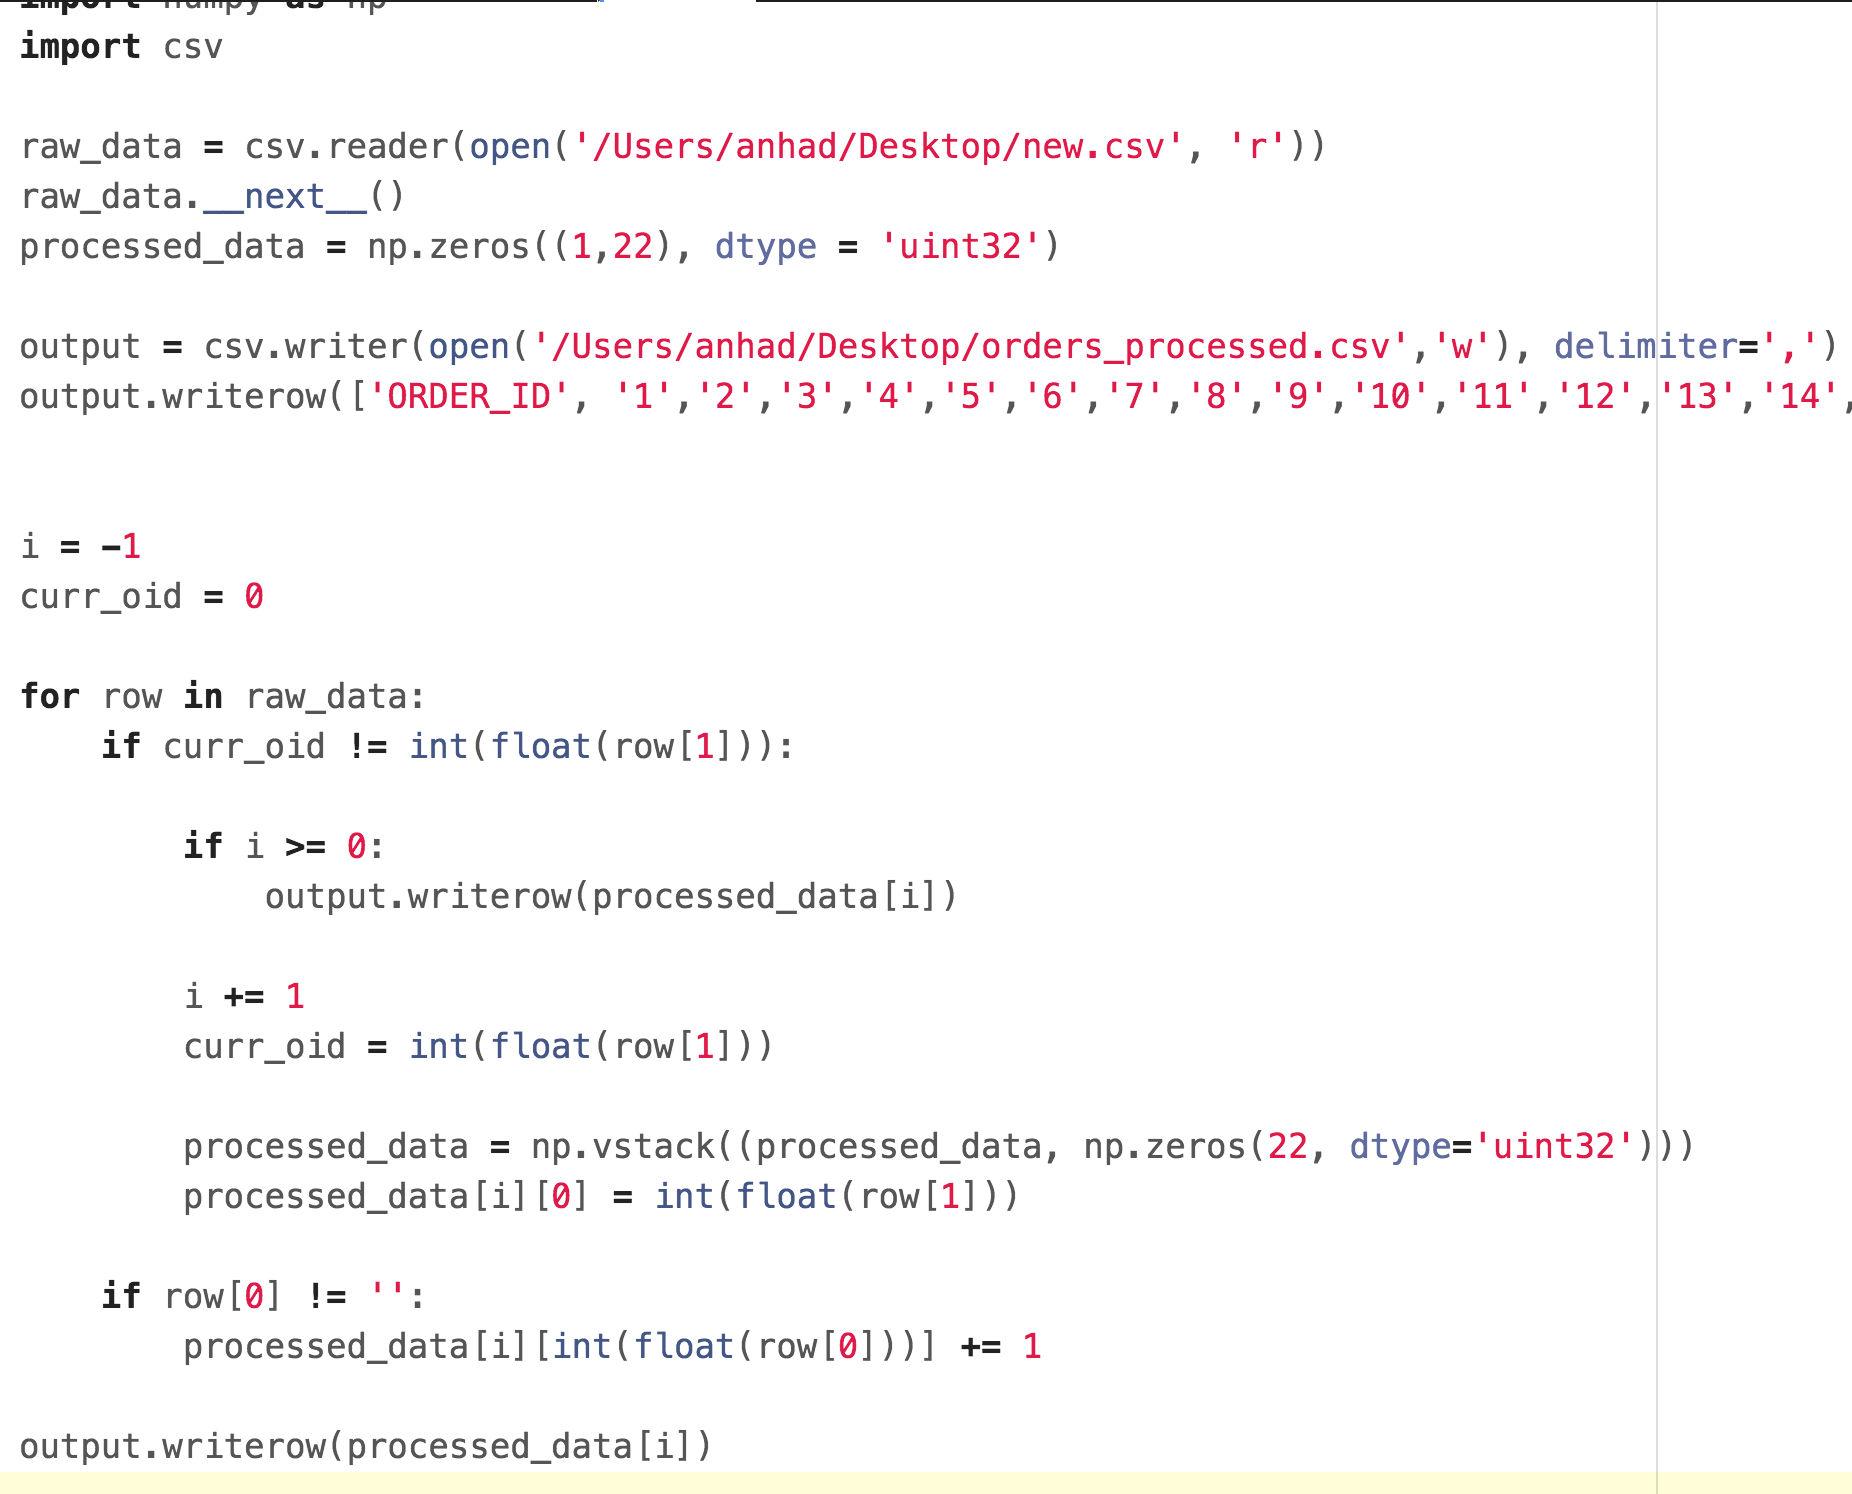 import numpy as np
import csv
raw_data = csv.reader(open('/Users/anhad/Desktop/new.csv', 'r'))
raw_data.__next__()
processed_data = np.zeros((1,22), dtype = 'uint32')
output = csv.writer(open('/Users/anhad/Desktop/orders_processed.csv','w'), delimiter=',')
output.writerow(['ORDER_ID', '1','2','3','4','5','6','7','8','9','10','11','12','13','14',
i = -1
curr_oid = 0
for row in raw_data:
    if curr_oid != int(float(row[1])):
        if i >= 0:
            output.writerow(processed_data[i])
        i += 1
        curr_oid = int(float(row[1]))
        processed_data = np.vstack((processed_data, np.zeros(22, dtype='uint32')))
        processed_data[i][0] = int(float(row[1]))
    if row[0] != '':
        processed_data[i][int(float(row[0]))] += 1
output.writerow(processed_data[i])